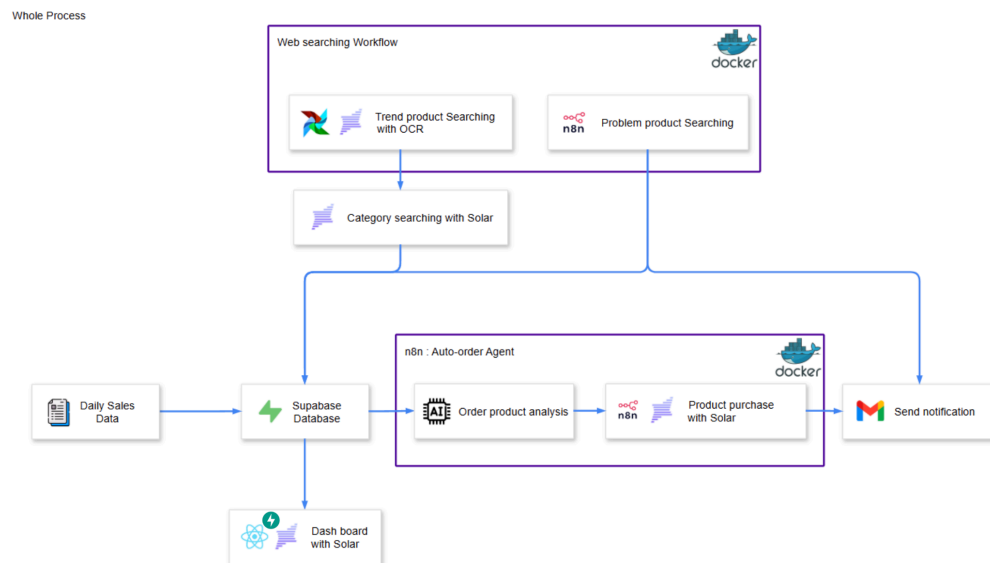 Whole Process
Web searching Workflow
docker
Trend product Searching
with OCR
n8n
Problem product Searching
Category searching with Solar
n8n : Auto-order Agent
docker
Daily Sales
Data
Supabase
Database
AI
Order product analysis
n8n
Product purchase
with Solar
Send notification
Dash board
with Solar